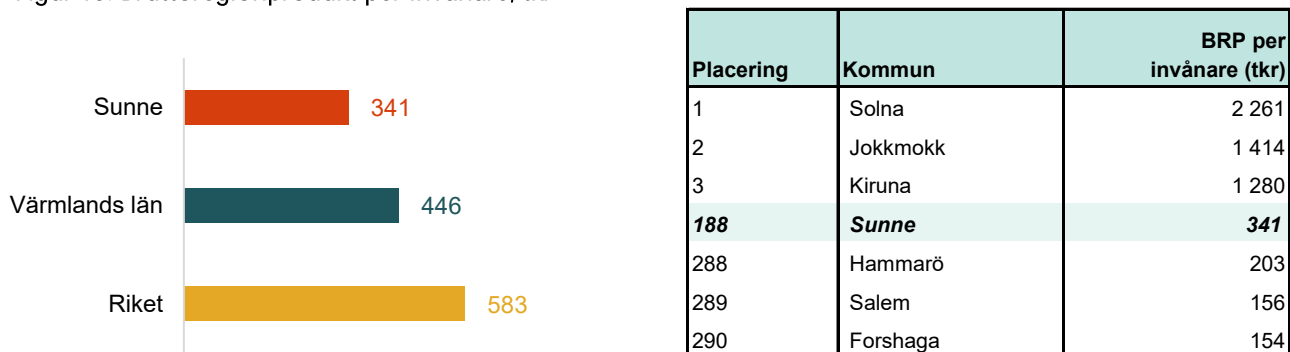 Sunne 341
Värmlands län 446
Riket 583
Placering Kommun BRP per invånare (tkr)
1 Solna 2 261
2 Jokkmokk 1 414
3 Kiruna 1 280
188 Sunne 341
288 Hammarö 203
289 Salem 156
290 Forshaga 154